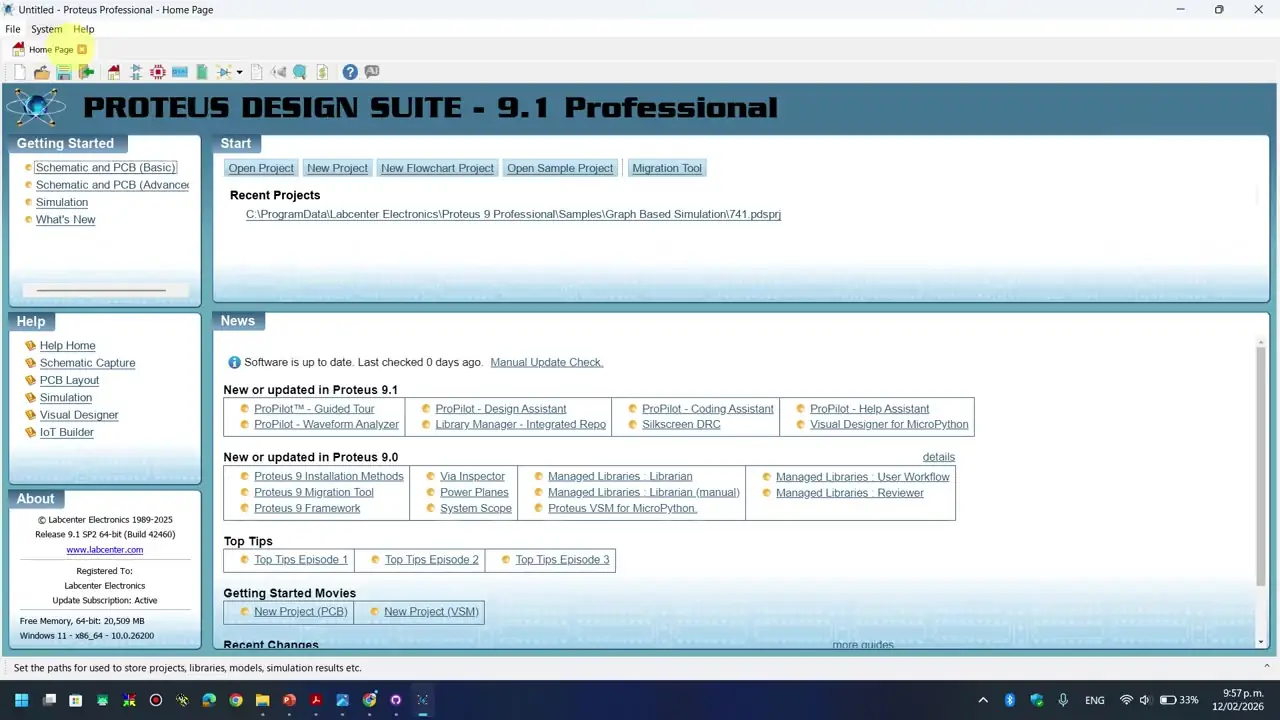 Untitled - Proteus Professional - Home Page
File System Help
Home Page
PROTEUS DESIGN SUITE - 9.1 Professional
Getting Started
Schematic and PCB (Basic)
Schematic and PCB (Advanced
Simulation
What's New
Start
Open Project New Project New Flowchart Project Open Sample Project Migration Tool
Recent Projects
C:\ProgramData\Labcenter Electronics\Proteus 9 Professional\Samples\Graph Based Simulation\741.pdsprj
Help
Help Home
Schematic Capture
PCB Layout
Simulation
Visual Designer
IoT Builder
News
Software is up to date. Last checked 0 days ago. Manual Update Check.
New or updated in Proteus 9.1
ProPilot™ - Guided Tour ProPilot - Design Assistant ProPilot - Coding Assistant ProPilot - Help Assistant
ProPilot - Waveform Analyzer Library Manager - Integrated Repo Silkscreen DRC Visual Designer for MicroPython
New or updated in Proteus 9.0 details
Proteus 9 Installation Methods Via Inspector Managed Libraries : Librarian Managed Libraries : User Workflow
Proteus 9 Migration Tool Power Planes Managed Libraries : Librarian (manual) Managed Libraries : Reviewer
Proteus 9 Framework System Scope Proteus VSM for MicroPython.
Top Tips
Top Tips Episode 1 Top Tips Episode 2 Top Tips Episode 3
Getting Started Movies
New Project (PCB) New Project (VSM)
Recent Changes more guides
About
© Labcenter Electronics 1989-2025
Release 9.1 SP2 64-bit (Build 42460)
www.labcenter.com
Registered To:
Labcenter Electronics
Update Subscription: Active
Free Memory, 64-bit: 20,509 MB
Windows 11 - x86_64 - 10.0.26200
Set the paths for used to store projects, libraries, models, simulation results etc.
ENG 33% 9:57 p. m.
12/02/2026